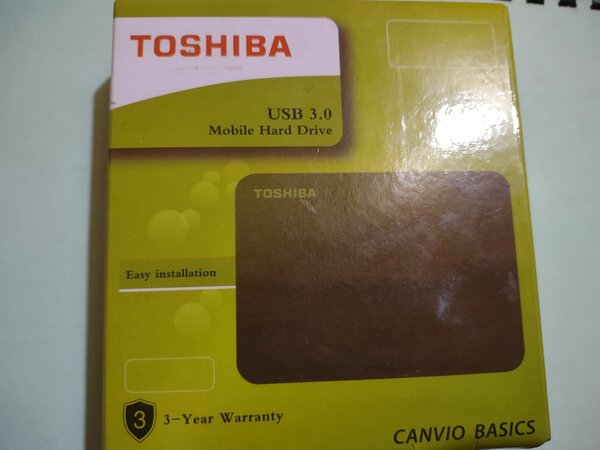 TOSHIBA
USB 3.0
Mobile Hard Drive
TOSHIBA
Easy installation
3
3-Year Warranty
CANVIO BASICS